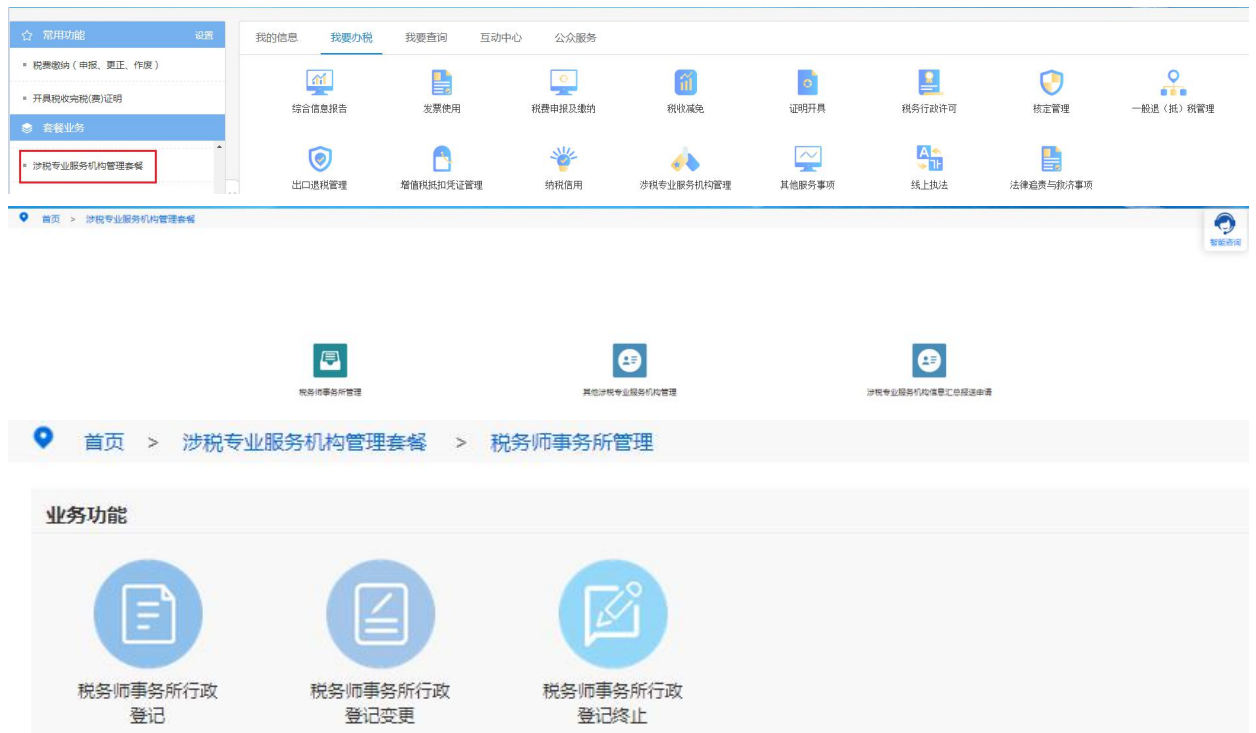 常用功能 设置
我的信息 我要办税 我要查询 互动中心 公众服务
税费缴纳(申报、更正、作废)
开具税收完税(费)证明
套餐业务
涉税专业服务机构管理套餐
综合信息报告 发票使用 税费申报及缴纳 税收减免 证明开具 税务行政许可 核定管理 一般退(抵)税管理
出口退税管理 增值税抵扣凭证管理 纳税信用 涉税专业服务机构管理 其他服务事项 线上执法 法律追责与救济事项
首页 > 涉税专业服务机构管理套餐
智能咨询
税务师事务所管理 其他涉税专业服务机构管理 涉税专业服务机构信息汇总报送申请
首页 > 涉税专业服务机构管理套餐 > 税务师事务所管理
业务功能
税务师事务所行政 税务师事务所行政 税务师事务所行政
登记 登记变更 登记终止